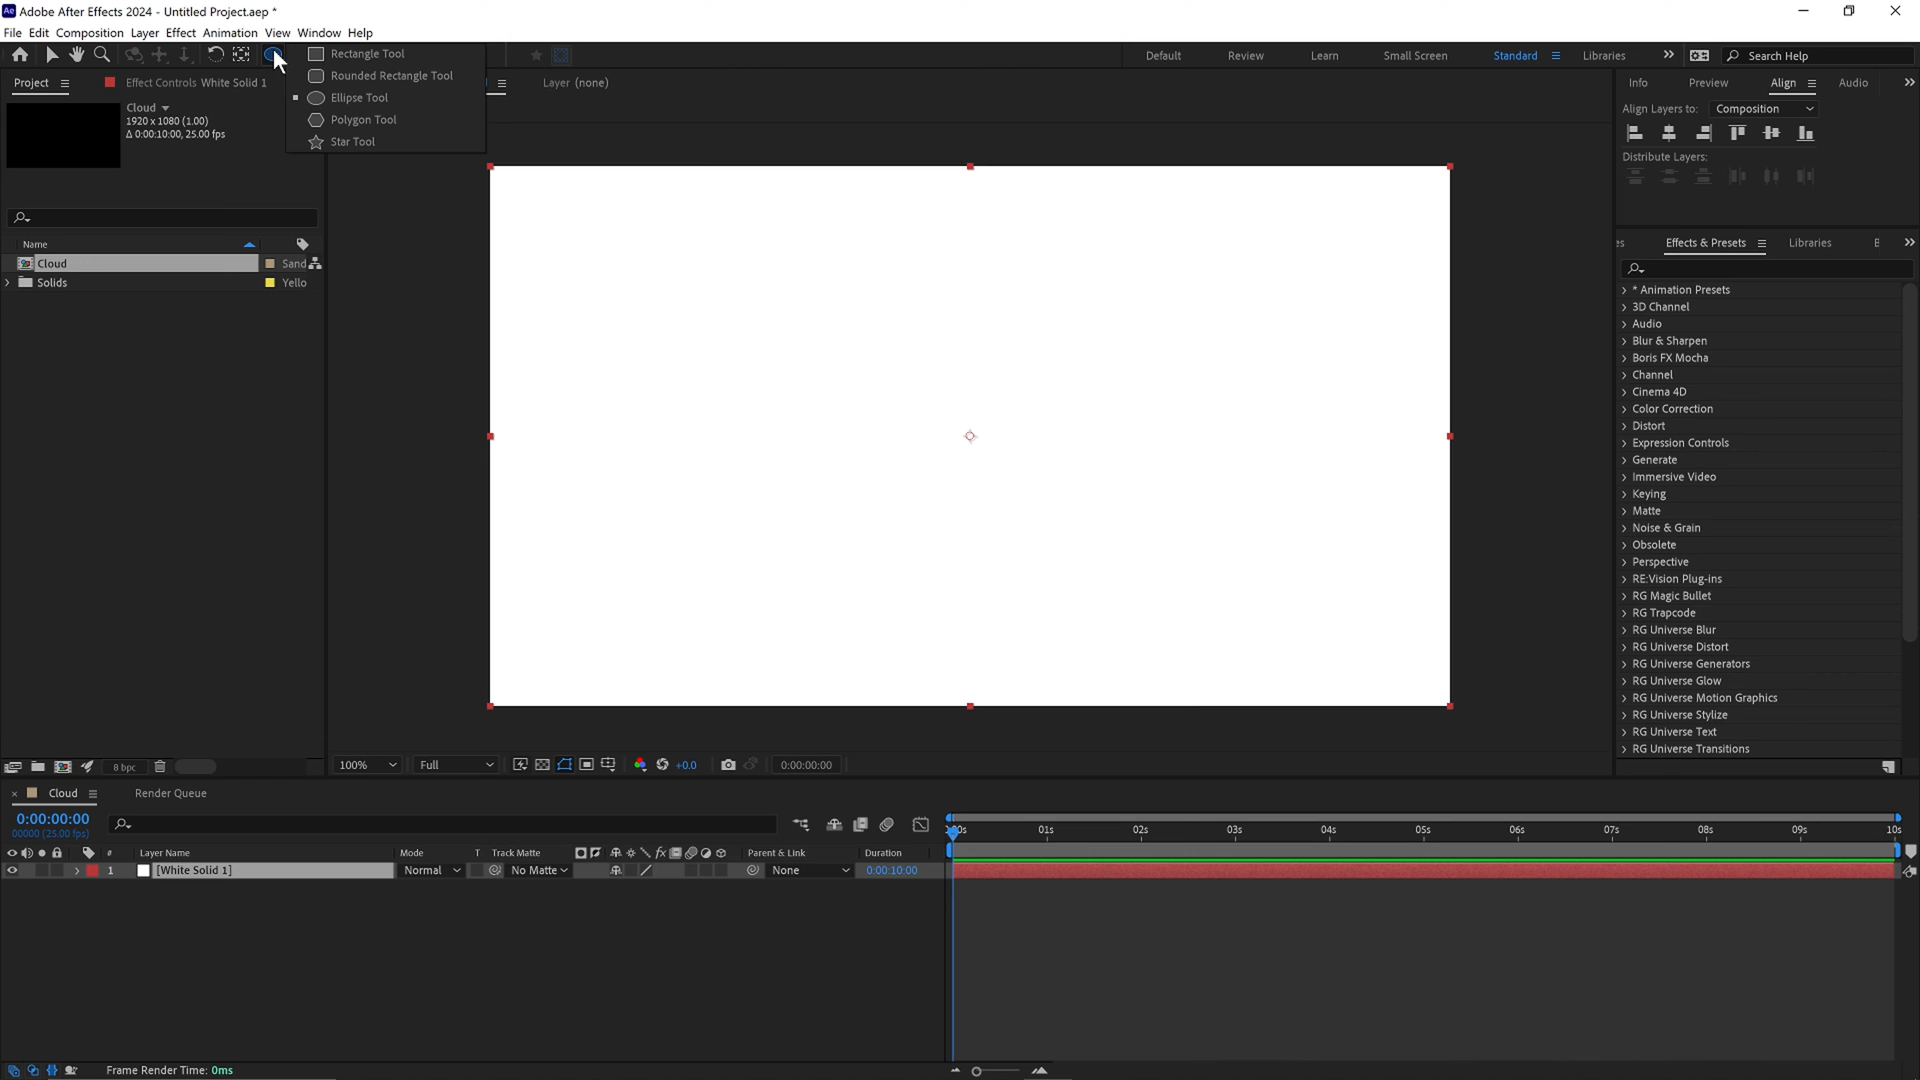 Adobe After Effects 2024 - Untitled Project.aep *
File Edit Composition Layer Effect Animation View Window Help
Default Review Learn Small Screen Standard Libraries Search Help
Rectangle Tool
Rounded Rectangle Tool
Ellipse Tool
Polygon Tool
Star Tool
Project Effect Controls White Solid 1
Layer (none)
Cloud
1920 x 1080 (1.00)
Δ 0:00:10:00, 25.00 fps
Name
Cloud Sand
Solids Yello
8 bpc
Info Preview Align Audio
Align Layers to: Composition
Distribute Layers:
Effects & Presets Libraries
* Animation Presets
3D Channel
Audio
Blur & Sharpen
Boris FX Mocha
Channel
Cinema 4D
Color Correction
Distort
Expression Controls
Generate
Immersive Video
Keying
Matte
Noise & Grain
Obsolete
Perspective
RE:Vision Plug-ins
RG Magic Bullet
RG Trapcode
RG Universe Blur
RG Universe Distort
RG Universe Generators
RG Universe Glow
RG Universe Motion Graphics
RG Universe Stylize
RG Universe Text
RG Universe Transitions
100% Full +0.0 0:00:00:00
Cloud Render Queue
0:00:00:00
00000 (25.00 fps)
01s 02s 03s 04s 05s 06s 07s 08s 09s 10s
# Layer Name Mode T Track Matte fx Parent & Link Duration
1 [White Solid 1] Normal No Matte None 0:00:10:00
Frame Render Time: 0ms